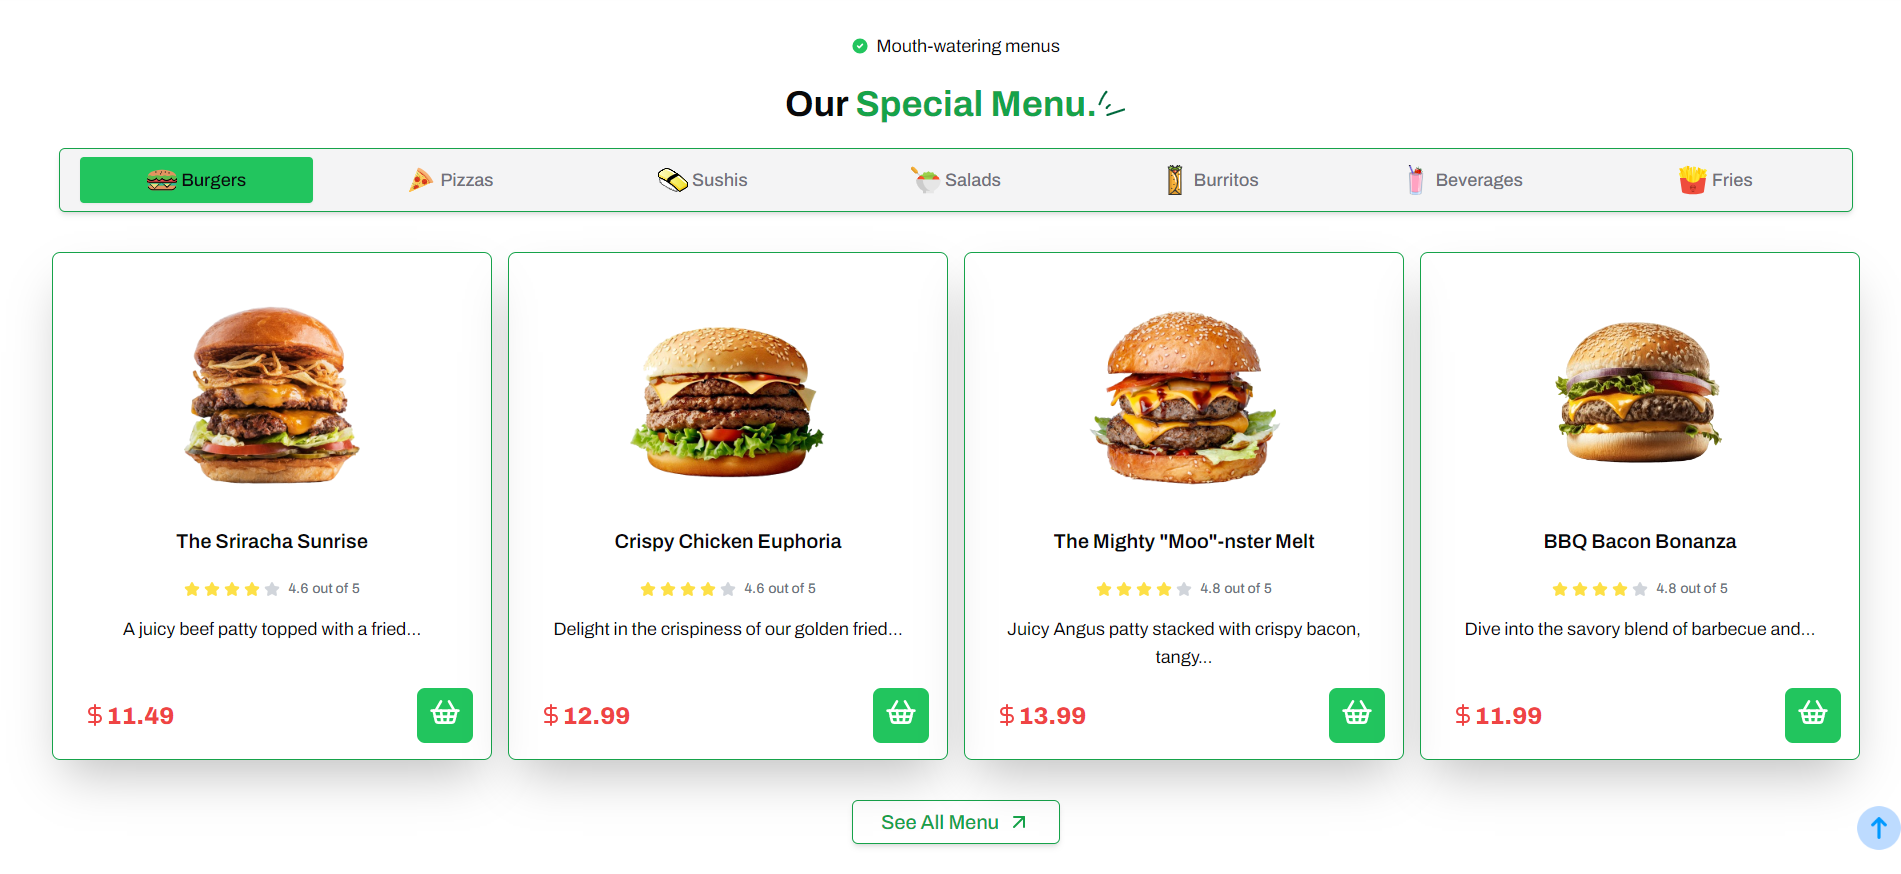 Mouth-watering menus
Our Special Menu.
Burgers
Pizzas
Sushis
Salads
Burritos
Beverages
Fries
The Sriracha Sunrise
4.6 out of 5
A juicy beef patty topped with a fried...
$11.49
Crispy Chicken Euphoria
4.6 out of 5
Delight in the crispiness of our golden fried...
$12.99
The Mighty "Moo"-nster Melt
4.8 out of 5
Juicy Angus patty stacked with crispy bacon,
tangy...
$13.99
BBQ Bacon Bonanza
4.8 out of 5
Dive into the savory blend of barbecue and...
$11.99
See All Menu